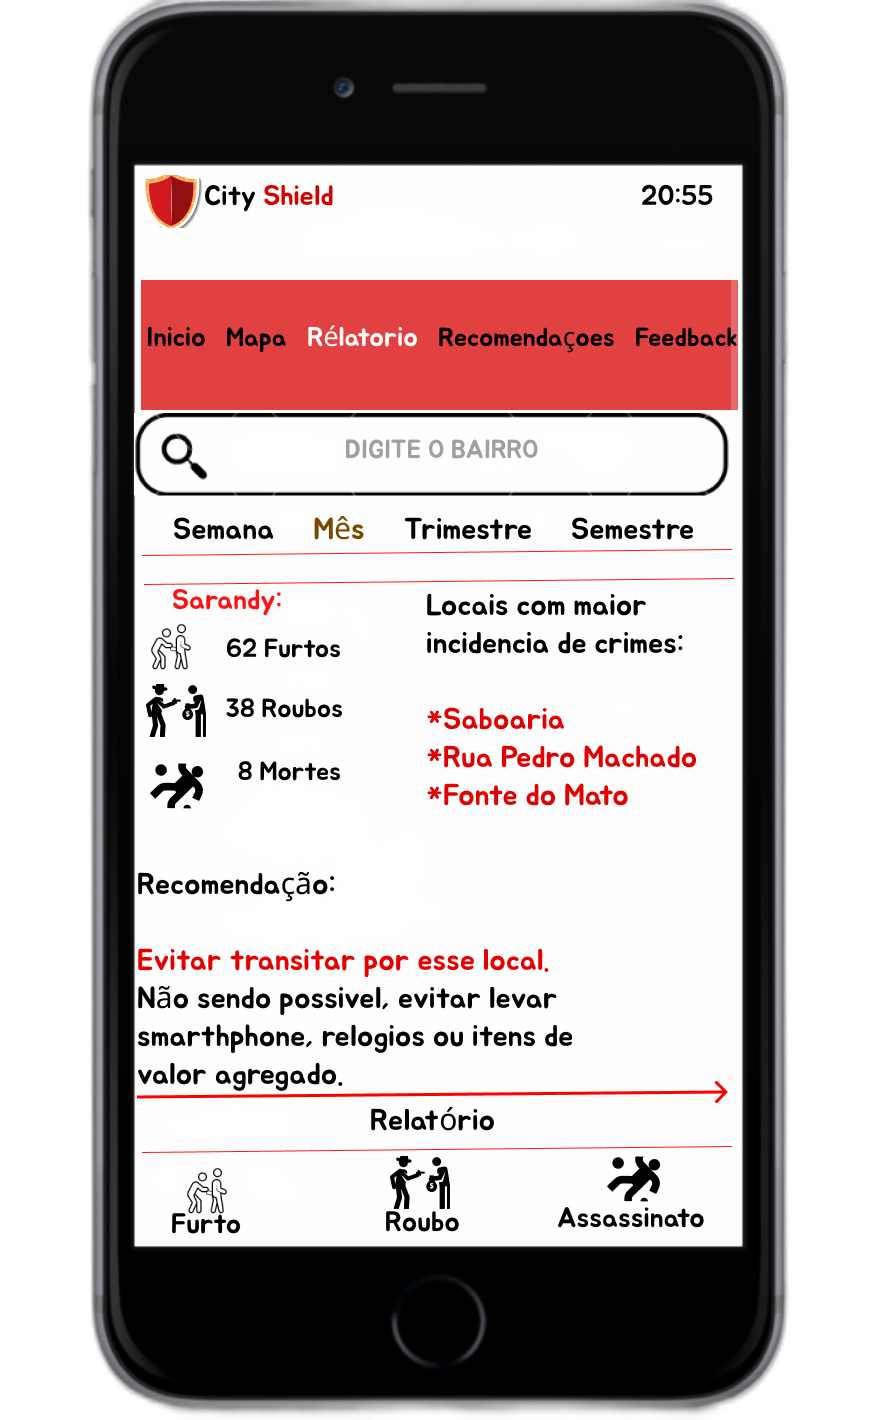 City Shield 20:55
Inicio Mapa Rélatorio Recomendaçoes Feedback
DIGITE O BAIRRO
Semana Mês Trimestre Semestre
Sarandy:
62 Furtos
38 Roubos
8 Mortes
Locais com maior
incidencia de crimes:
*Saboaria
*Rua Pedro Machado
*Fonte do Mato
Recomendação:
Evitar transitar por esse local.
Não sendo possivel, evitar levar
smarthphone, relogios ou itens de
valor agregado.
Relatório
Furto Roubo Assassinato